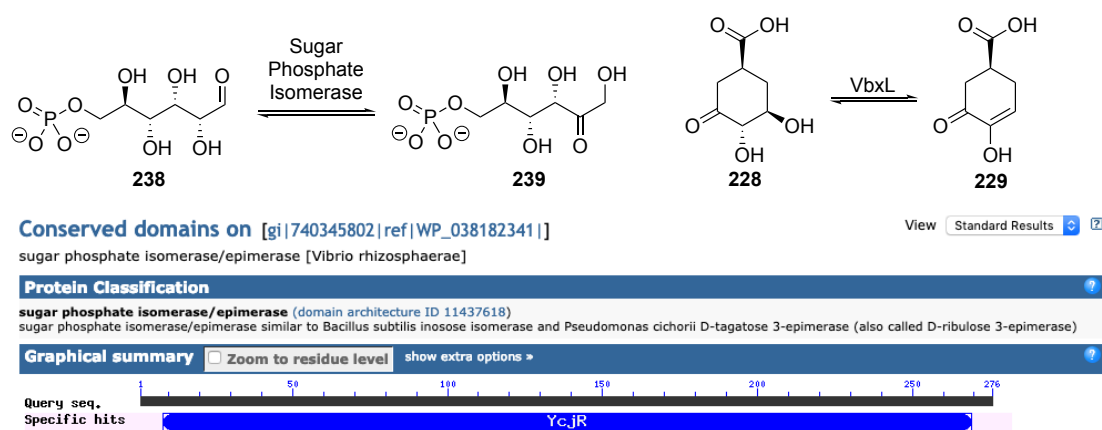 Sugar
Phosphate
Isomerase
OH OH O
O
P
O
⊖O O⊖
OH OH
238
OH OH OH
O
P
O
⊖O O⊖
OH O
239
O OH
O
OH
OH
228
VbxL
O OH
O
OH
229
Conserved domains on [gi|740345802|ref|WP_038182341|]
View Standard Results ?
sugar phosphate isomerase/epimerase [Vibrio rhizosphaerae]
Protein Classification ?
sugar phosphate isomerase/epimerase (domain architecture ID 11437618)
sugar phosphate isomerase/epimerase similar to Bacillus subtilis inosose isomerase and Pseudomonas cichorii D-tagatose 3-epimerase (also called D-ribulose 3-epimerase)
Graphical summary Zoom to residue level show extra options » ?
1 50 100 150 200 250 276
Query seq.
Specific hits YcjR